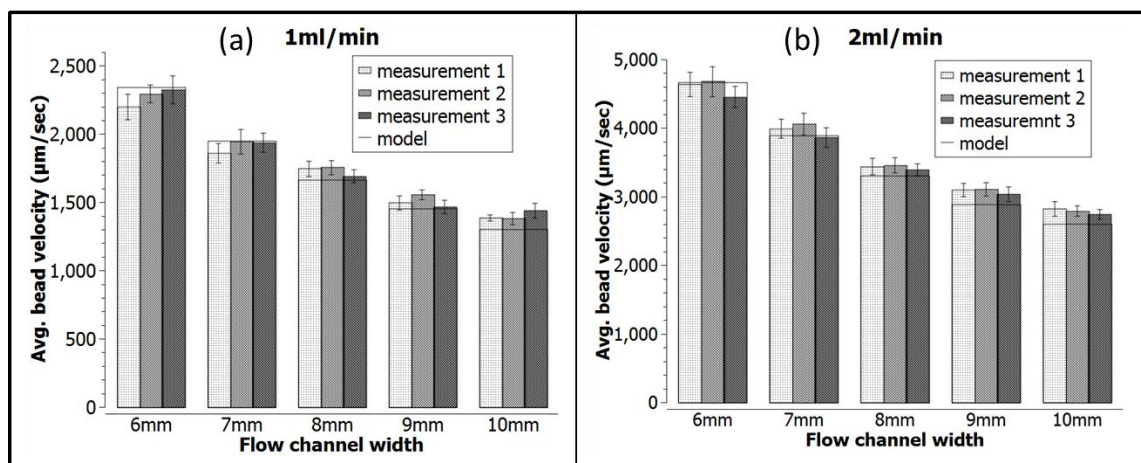 (a) 1ml/min
measurement 1
measurement 2
measurement 3
model
Avg. bead velocity (µm/sec)
2,500
2,000
1,500
1,000
500
0
6mm 7mm 8mm 9mm 10mm
Flow channel width
(b) 2ml/min
measurement 1
measurement 2
measuremnt 3
model
Avg. bead velocity (µm/sec)
5,000
4,000
3,000
2,000
1,000
0
6mm 7mm 8mm 9mm 10mm
Flow channel width